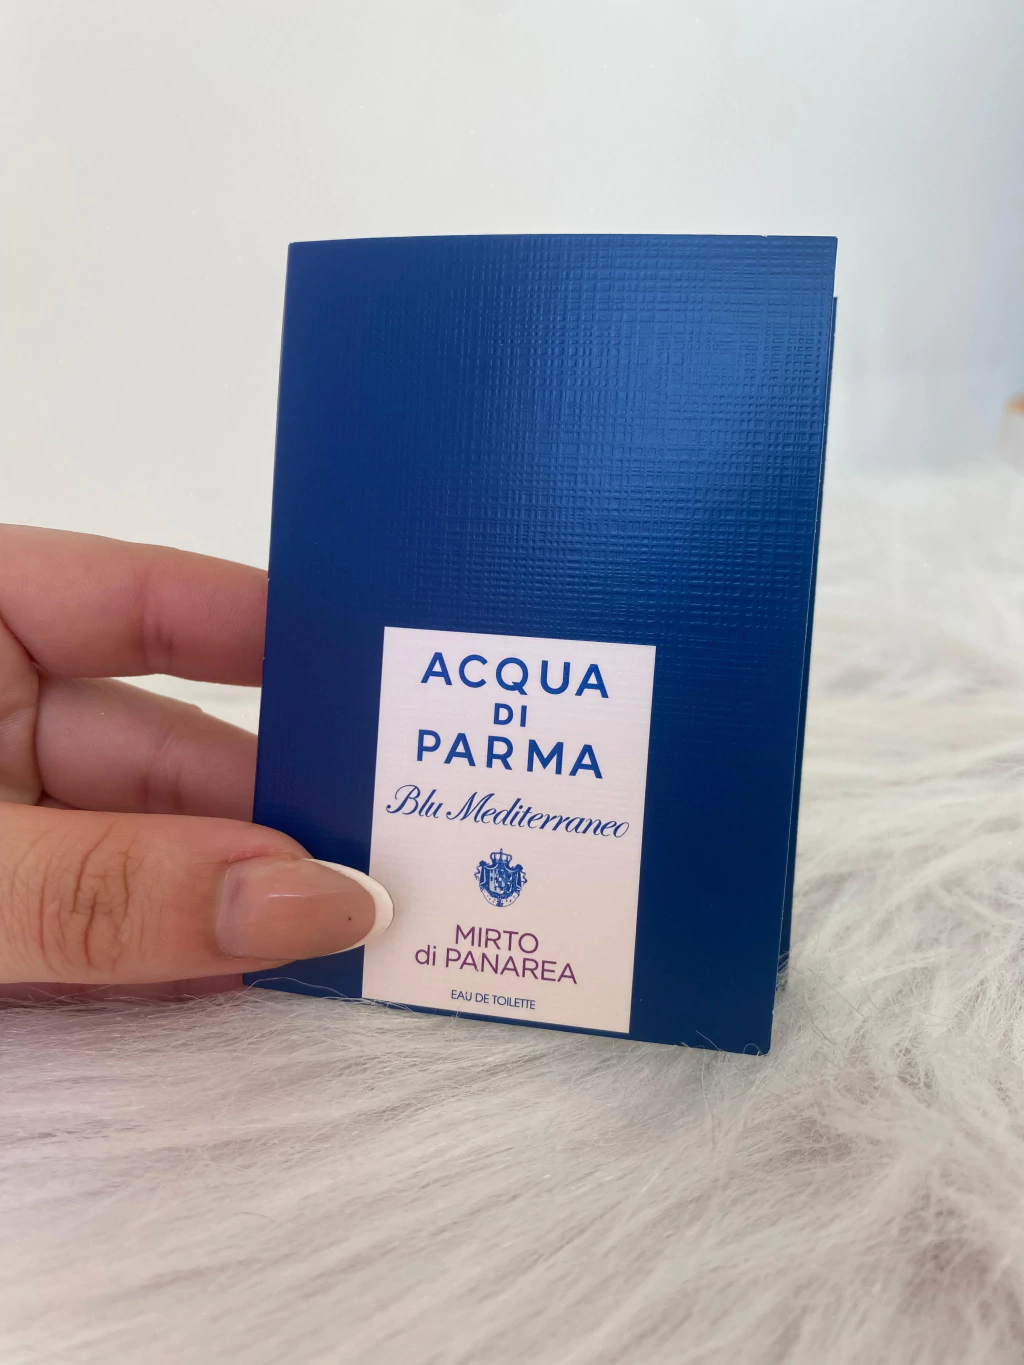 ACQUA
DI
PARMA
Blu Mediterraneo
MIRTO
di PANAREA
EAU DE TOILETTE